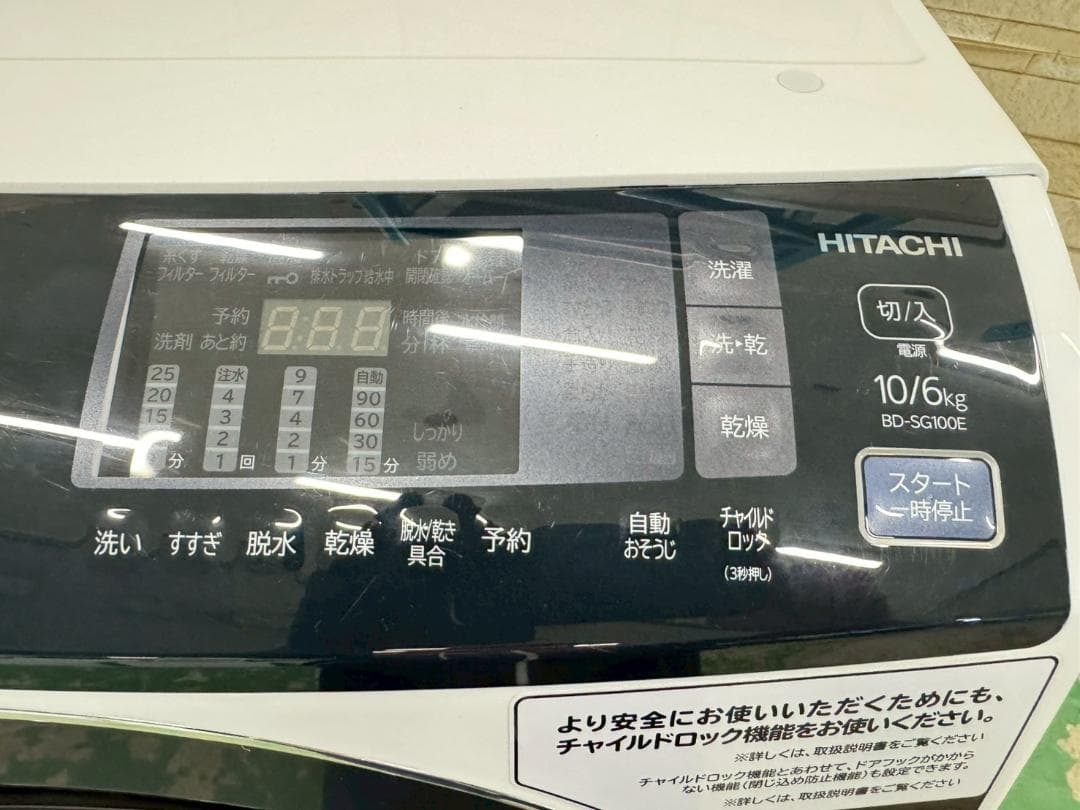 HITACHI
糸くず 乾燥
フィルター フィルター 排水トラップ 給水中 開閉確認
予約 時間後
洗剤 あと約 8:88 分
25 注水 9 自動
20 4 7 90
15 3 4 60
2 2 30
分 1 回 1 分 15 分
しっかり
弱め
洗濯
洗▸乾
乾燥
切/入
電源
10/6kg
BD-SG100E
スタート
一時停止
洗い すすぎ 脱水 乾燥 脱水/乾き具合 予約
自動
おそうじ
チャイルド
ロック
(3秒押し)
より安全にお使いいただくためにも、
チャイルドロック機能をお使いください。
※詳しくは、取扱説明書をご覧ください
チャイルドロック機能とあわせて、ドアフックがかから
ない機能(閉じ込め防止機能)も設定できます。
※詳しくは、取扱説明書をご覧ください